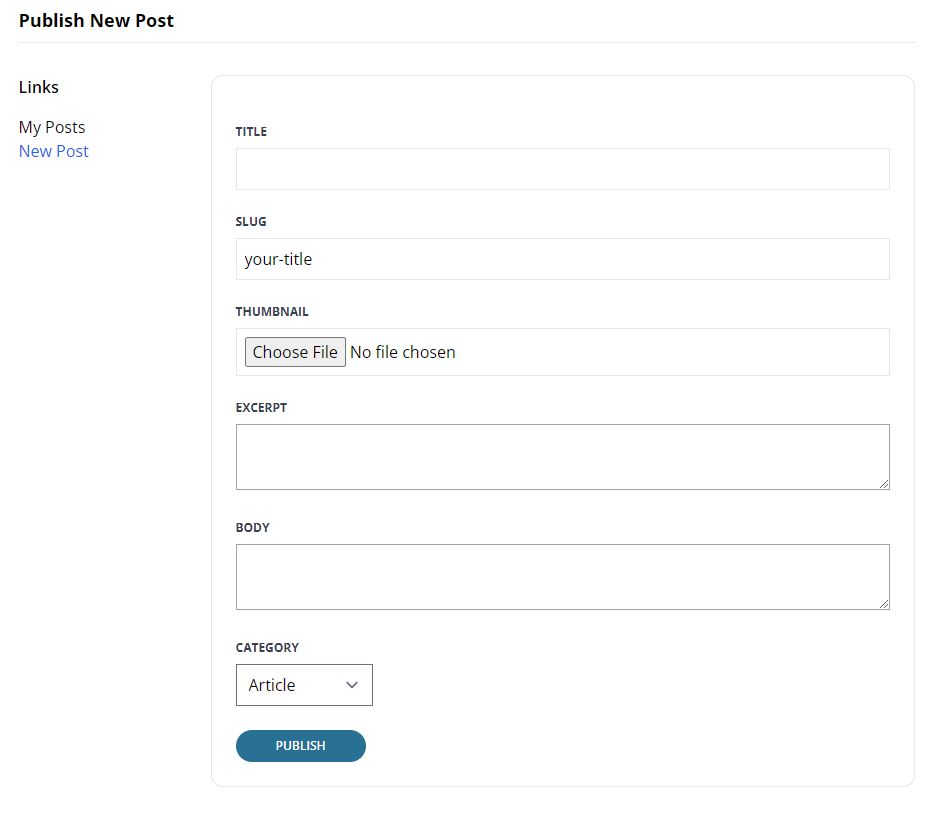 Publish New Post
Links
My Posts
New Post
TITLE
SLUG
your-title
THUMBNAIL
Choose File No file chosen
EXCERPT
BODY
CATEGORY
Article
PUBLISH